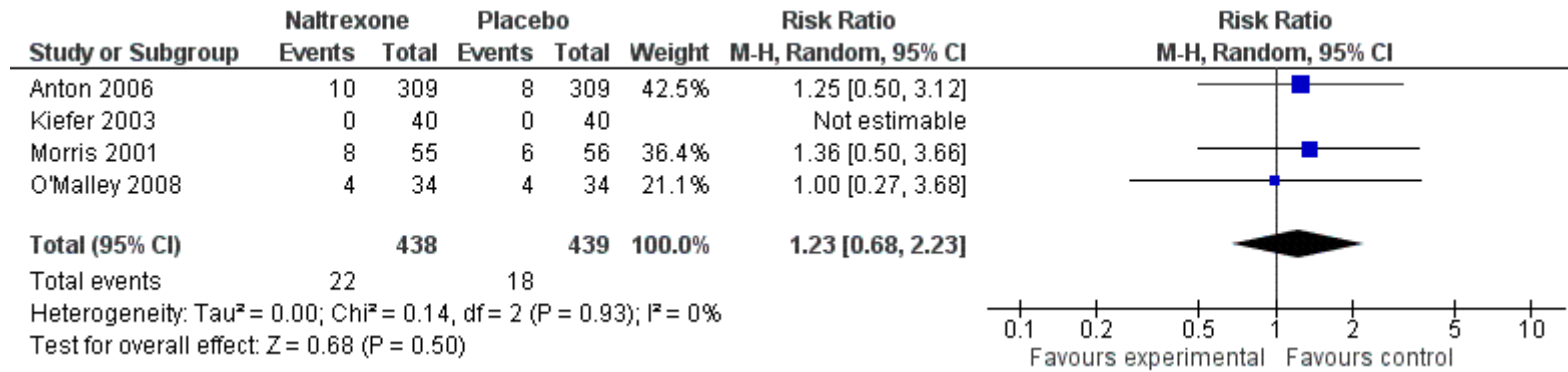 Naltrexone Placebo Risk Ratio Risk Ratio
Study or Subgroup Events Total Events Total Weight M-H, Random, 95% CI M-H, Random, 95% CI
Anton 2006 10 309 8 309 42.5% 1.25 [0.50, 3.12]
Kiefer 2003 0 40 0 40 Not estimable
Morris 2001 8 55 6 56 36.4% 1.36 [0.50, 3.66]
O'Malley 2008 4 34 4 34 21.1% 1.00 [0.27, 3.68]
Total (95% CI) 438 439 100.0% 1.23 [0.68, 2.23]
Total events 22 18
Heterogeneity: Tau² = 0.00; Chi² = 0.14, df = 2 (P = 0.93); I² = 0%
Test for overall effect: Z = 0.68 (P = 0.50)
0.1 0.2 0.5 1 2 5 10
Favours experimental Favours control